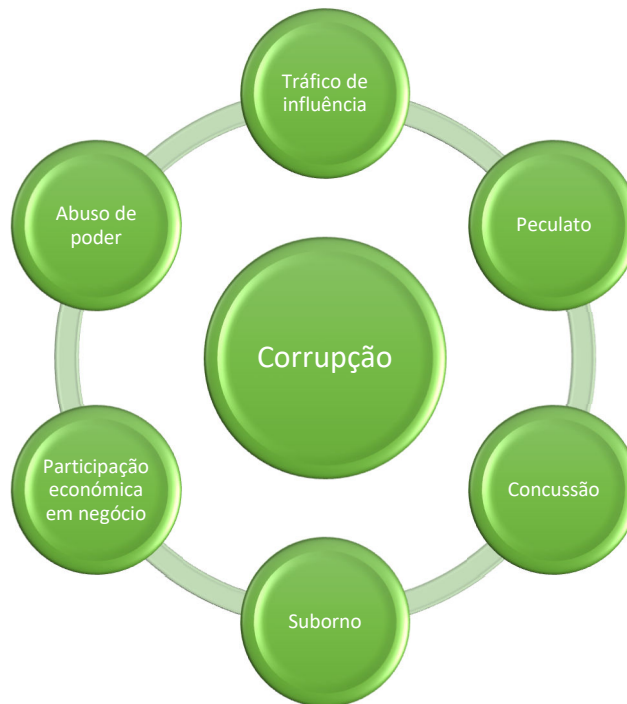 Tráfico de
influência
Peculato
Concussão
Suborno
Participação
económica
em negócio
Abuso de
poder
Corrupção